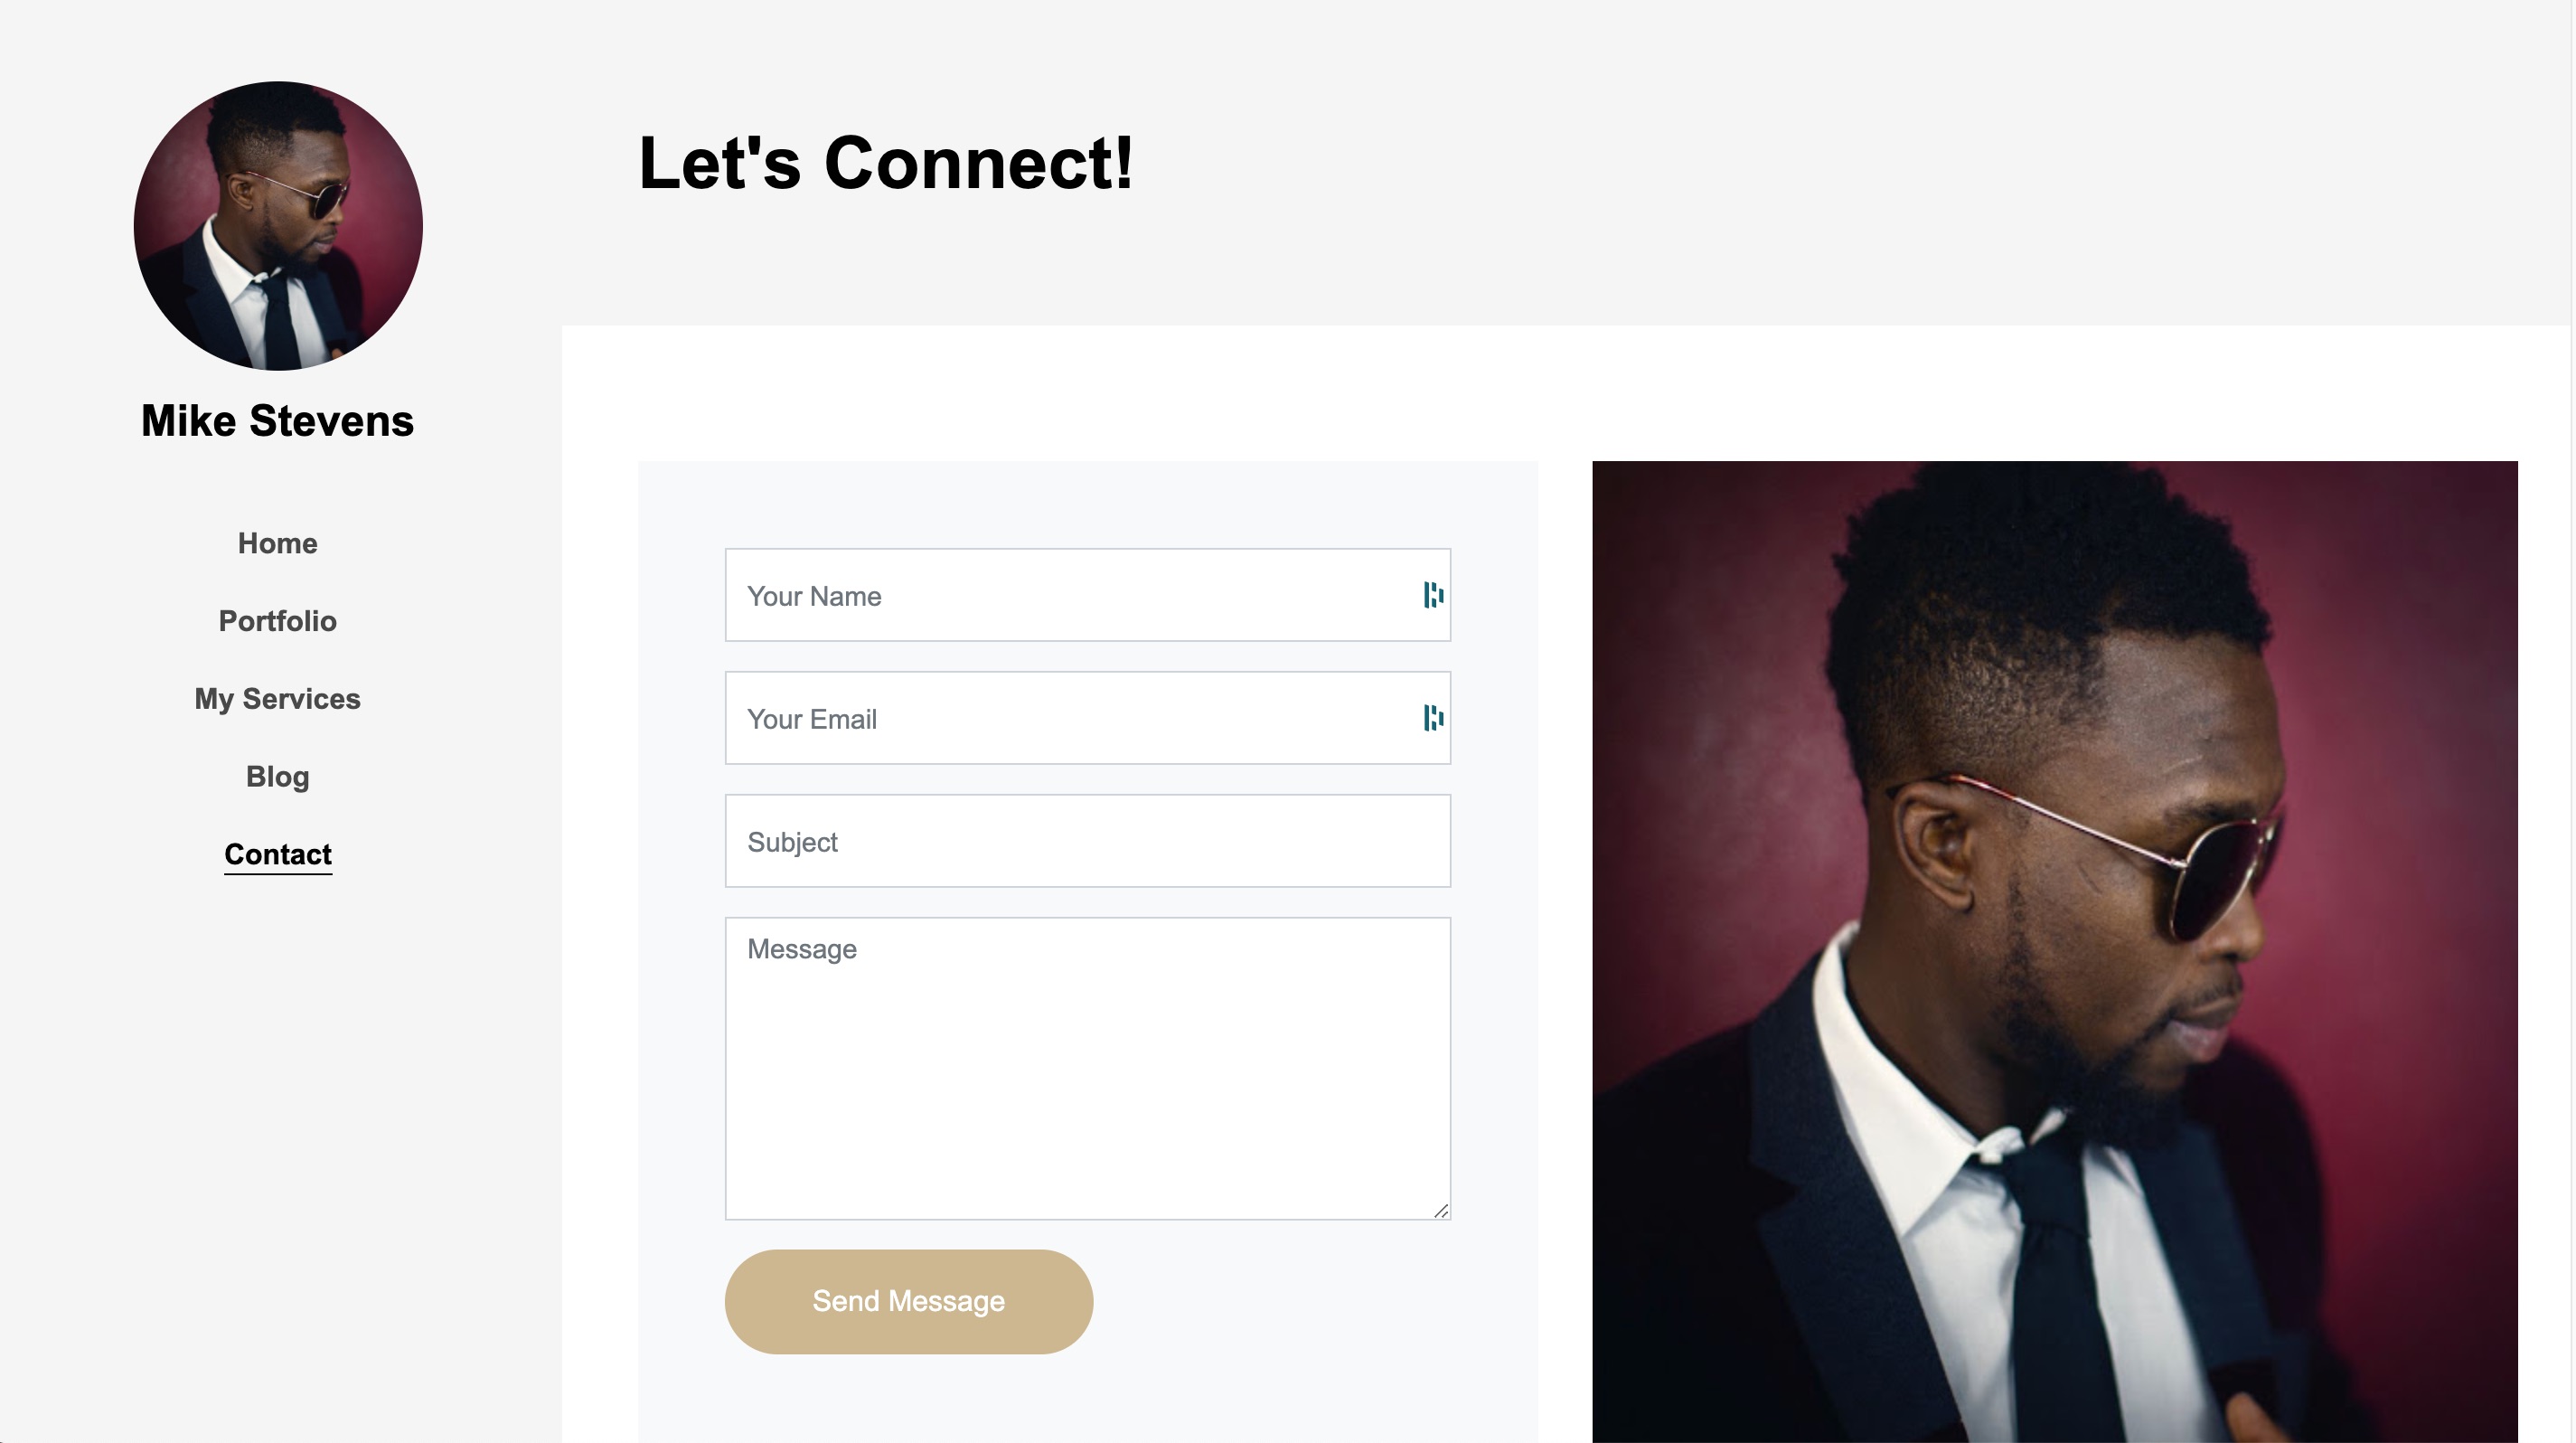 Mike Stevens
Home
Portfolio
My Services
Blog
Contact
Let's Connect!
Your Name
Your Email
Subject
Message
Send Message